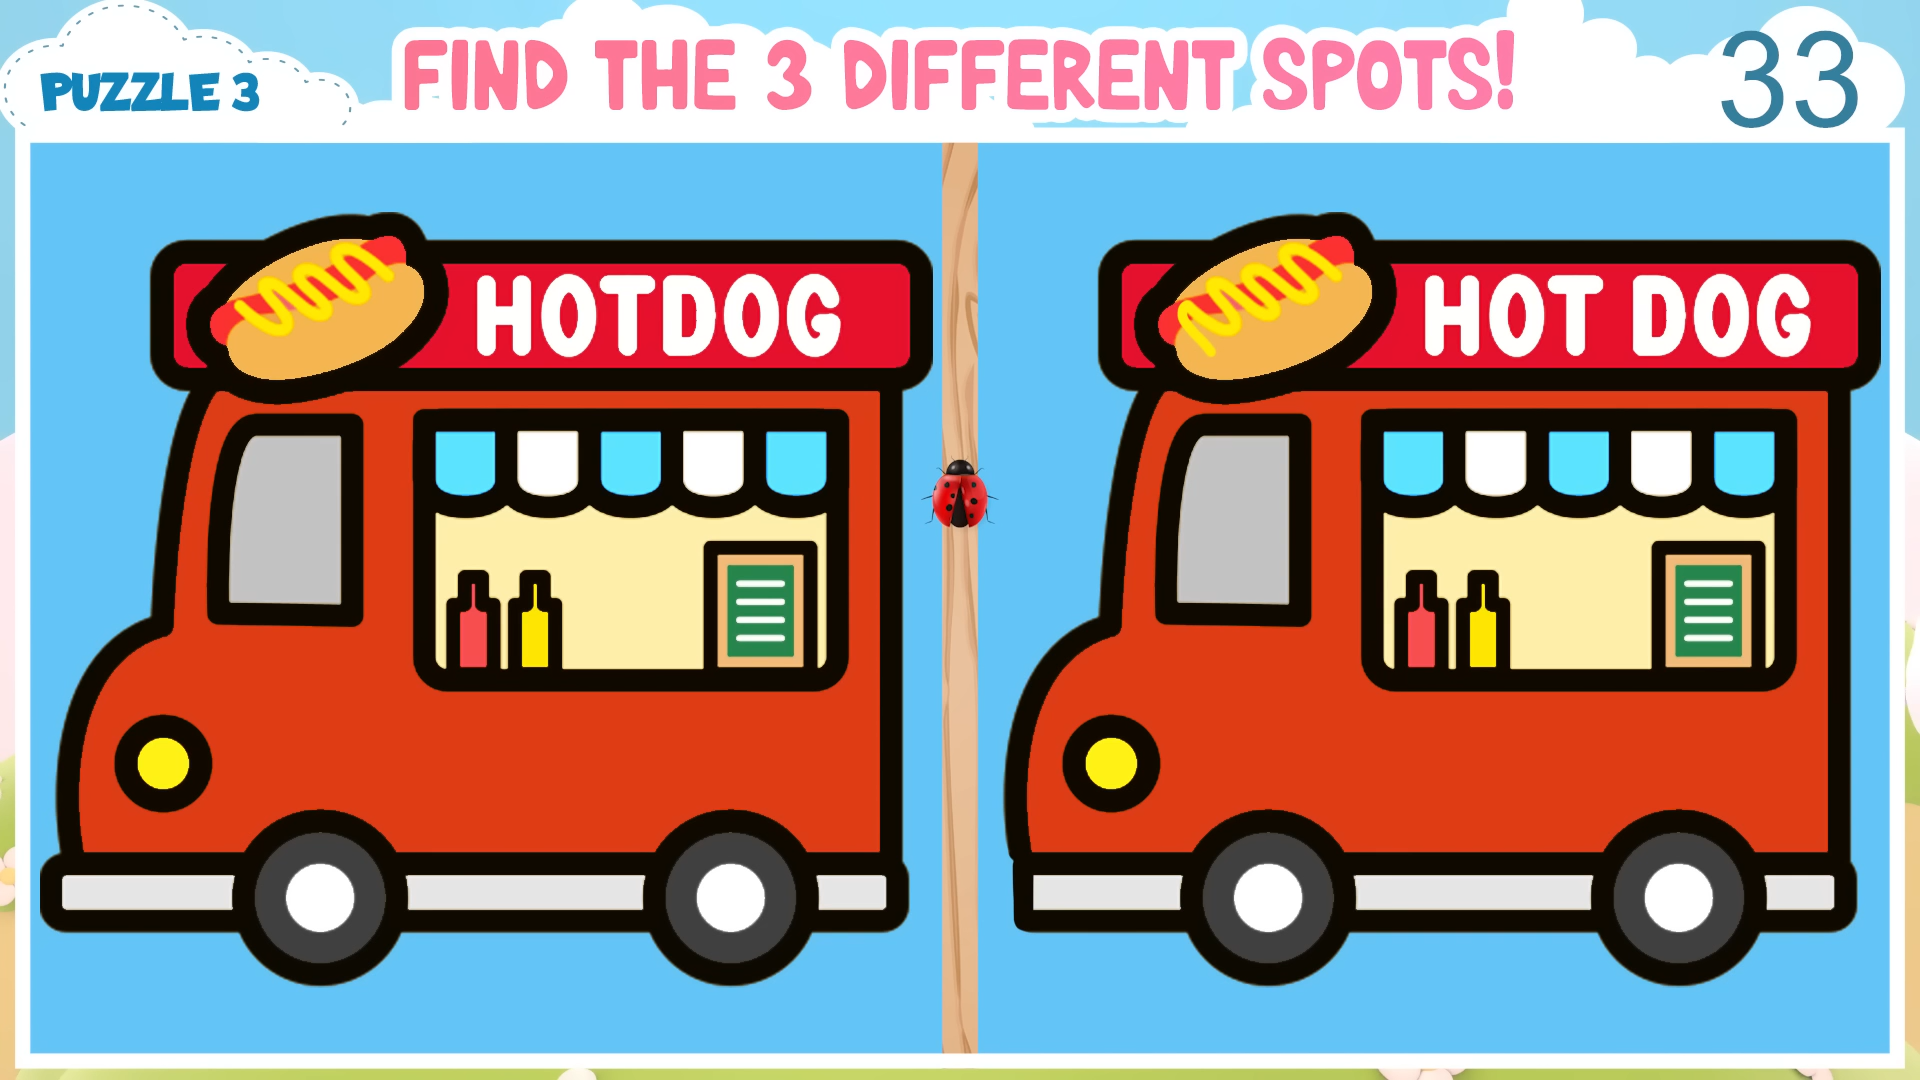 FIND THE 3 DIFFERENT SPOTS!
PUZZLE 3
33
HOTDOG
HOT DOG